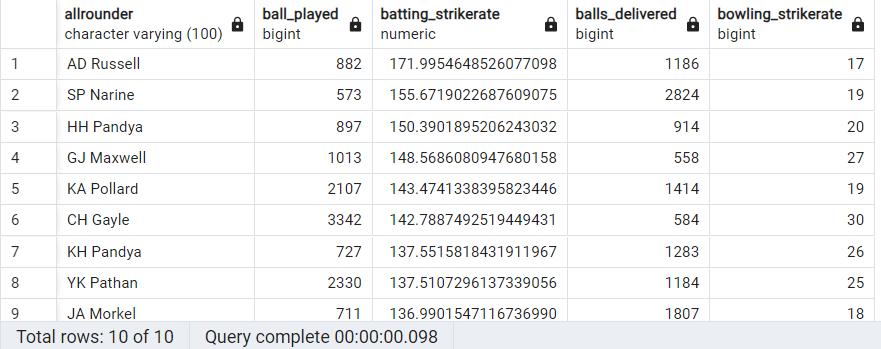 allrounder ball_played batting_strikerate balls_delivered bowling_strikerate
character varying (100) bigint numeric bigint bigint
1 AD Russell 882 171.9954648526077098 1186 17
2 SP Narine 573 155.6719022687609075 2824 19
3 HH Pandya 897 150.3901895206243032 914 20
4 GJ Maxwell 1013 148.5686080947680158 558 27
5 KA Pollard 2107 143.4741338395823446 1414 19
6 CH Gayle 3342 142.7887492519449431 584 30
7 KH Pandya 727 137.5515818431911967 1283 26
8 YK Pathan 2330 137.5107296137339056 1184 25
9 JA Morkel 711 136.9901547116736990 1807 18
Total rows: 10 of 10 Query complete 00:00:00.098